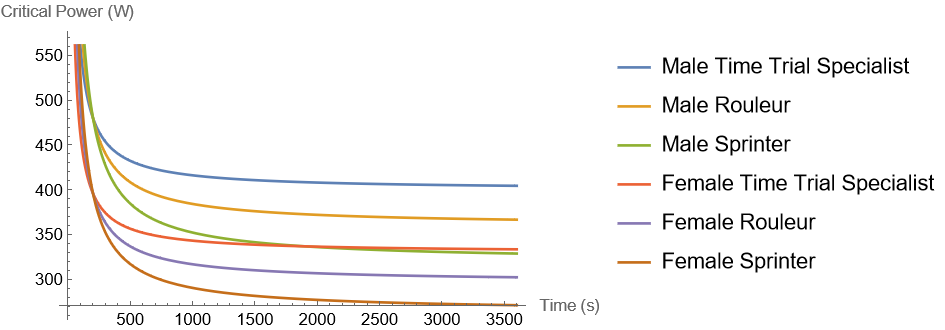 Critical Power (W)
550
500
450
400
350
300
500
1000
1500
2000
2500
3000
3500
Time (s)
Male Time Trial Specialist
Male Rouleur
Male Sprinter
Female Time Trial Specialist
Female Rouleur
Female Sprinter